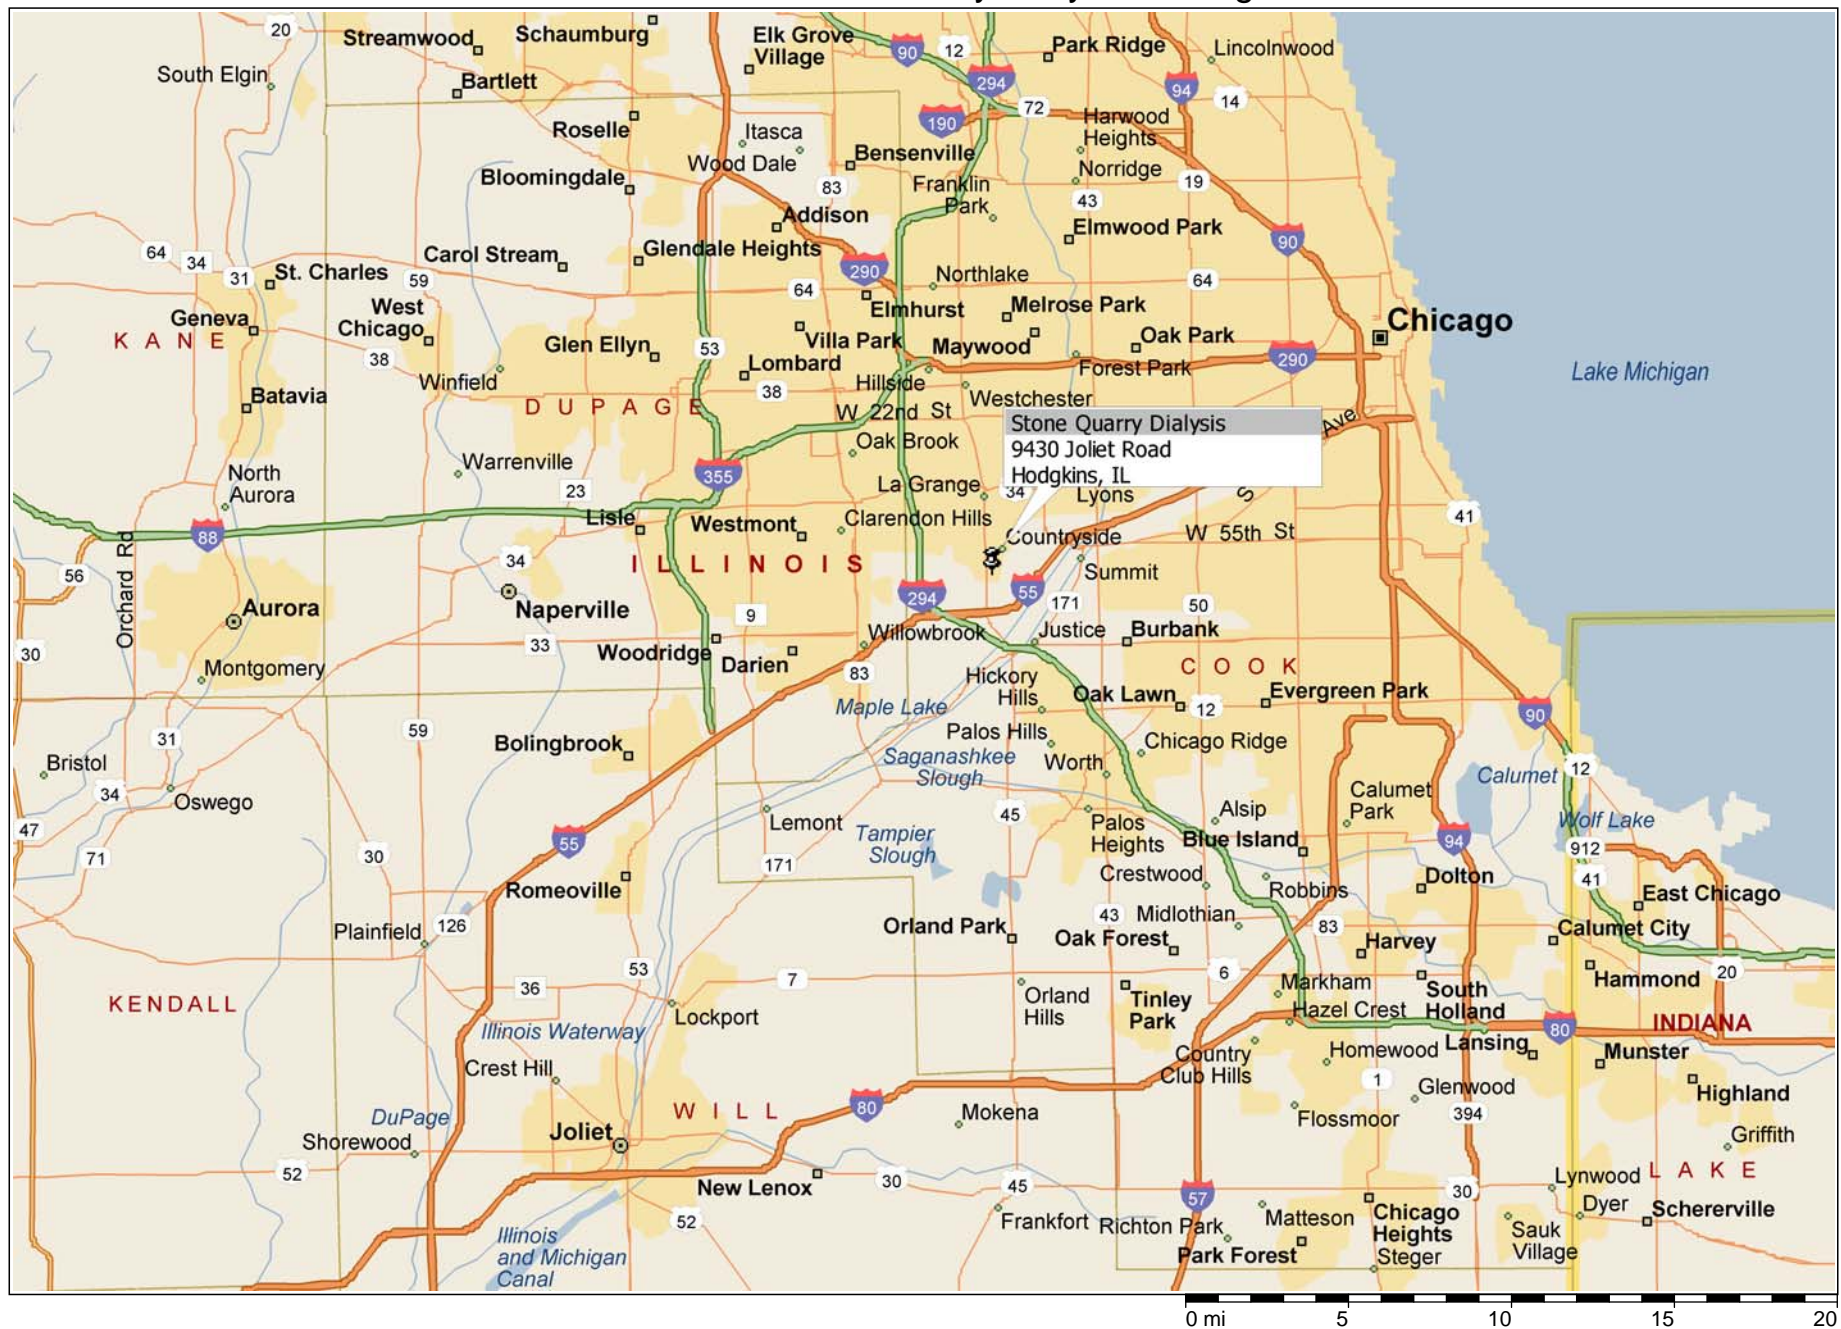 20
Streamwood
Schaumburg
Elk Grove
Village
90
12
Park Ridge
Lincolnwood
South Elgin
Bartlett
294
94
14
72
190
Harwood
Heights
Roselle
Itasca
Wood Dale
Bensenville
Norridge
19
Bloomingdale
83
Franklin
Park
43
Addison
Elmwood Park
90
64
34
31
St. Charles
59
Carol Stream
Glendale Heights
290
Northlake
64
64
Elmhurst
Melrose Park
Geneva
West
Chicago
KANE
38
Glen Ellyn
53
Villa Park
Maywood
Oak Park
Chicago
290
Lombard
Forest Park
Lake Michigan
Winfield
Hillside
38
Batavia
DUPAGE
Westchester
W 22nd St
Stone Quarry Dialysis
9430 Joliet Road
Hodgkins, IL
Ave
Oak Brook
Warrenville
355
North
Aurora
23
La Grange
34
Lyons
S
Lisle
Westmont
Clarendon Hills
41
88
Orchard Rd
34
Countryside
W 55th St
ILLINOIS
56
Summit
Aurora
Naperville
294
55
171
50
9
30
33
Woodridge
Darien
Willowbrook
Justice
Burbank
Montgomery
83
COOK
Hickory
Hills
Oak Lawn
12
Evergreen Park
Maple Lake
90
31
59
Bolingbrook
Palos Hills
Chicago Ridge
Saganashkee
Slough
Worth
Bristol
34
Oswego
Calumet
12
Calumet
Park
47
Lemont
45
Alsip
Tampier
Slough
Palos
Heights
Blue Island
94
Wolf Lake
55
912
71
30
171
Crestwood
Robbins
Dolton
41
Romeoville
East Chicago
Plainfield
126
Orland Park
43
Midlothian
83
Oak Forest
Harvey
Calumet City
53
7
6
20
36
Markham
Hammond
KENDALL
Orland
Hills
Tinley
Park
South
Holland
Lockport
Hazel Crest
INDIANA
Illinois Waterway
80
Lansing
Munster
Crest Hill
Country
Club Hills
Homewood
1
Glenwood
Highland
DuPage
WILL
80
Mokena
Flossmoor
394
Joliet
Griffith
Shorewood
52
New Lenox
30
45
57
30
Lynwood
LAKE
52
Frankfort
Richton Park
Matteson
Chicago
Heights
Dyer
Schererville
Sauk
Village
Park Forest
Steger
Illinois
and Michigan
Canal
0 mi
5
10
15
20